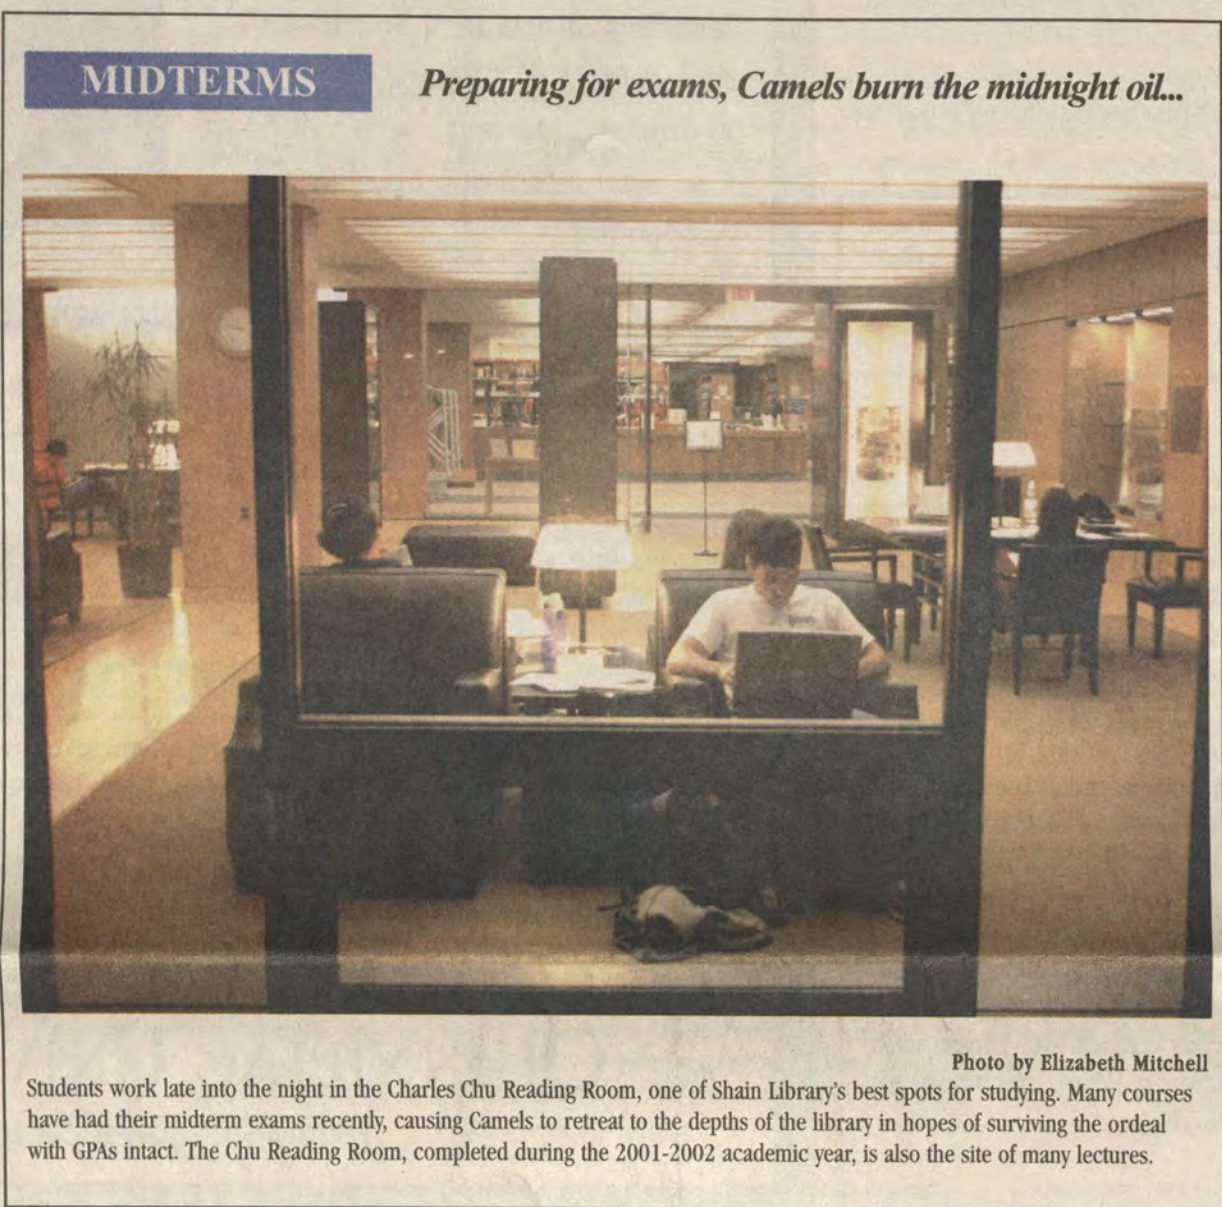 MIDTERMS
Preparing for exams, Camels burn the midnight oil...
Photo by Elizabeth Mitchell
Students work late into the night in the Charles Chu Reading Room, one of Shain Library's best spots for studying. Many courses
have had their midterm exams recently, causing Camels to retreat to the depths of the library in hopes of surviving the ordeal
with GPAs intact. The Chu Reading Room, completed during the 2001-2002 academic year, is also the site of many lectures.